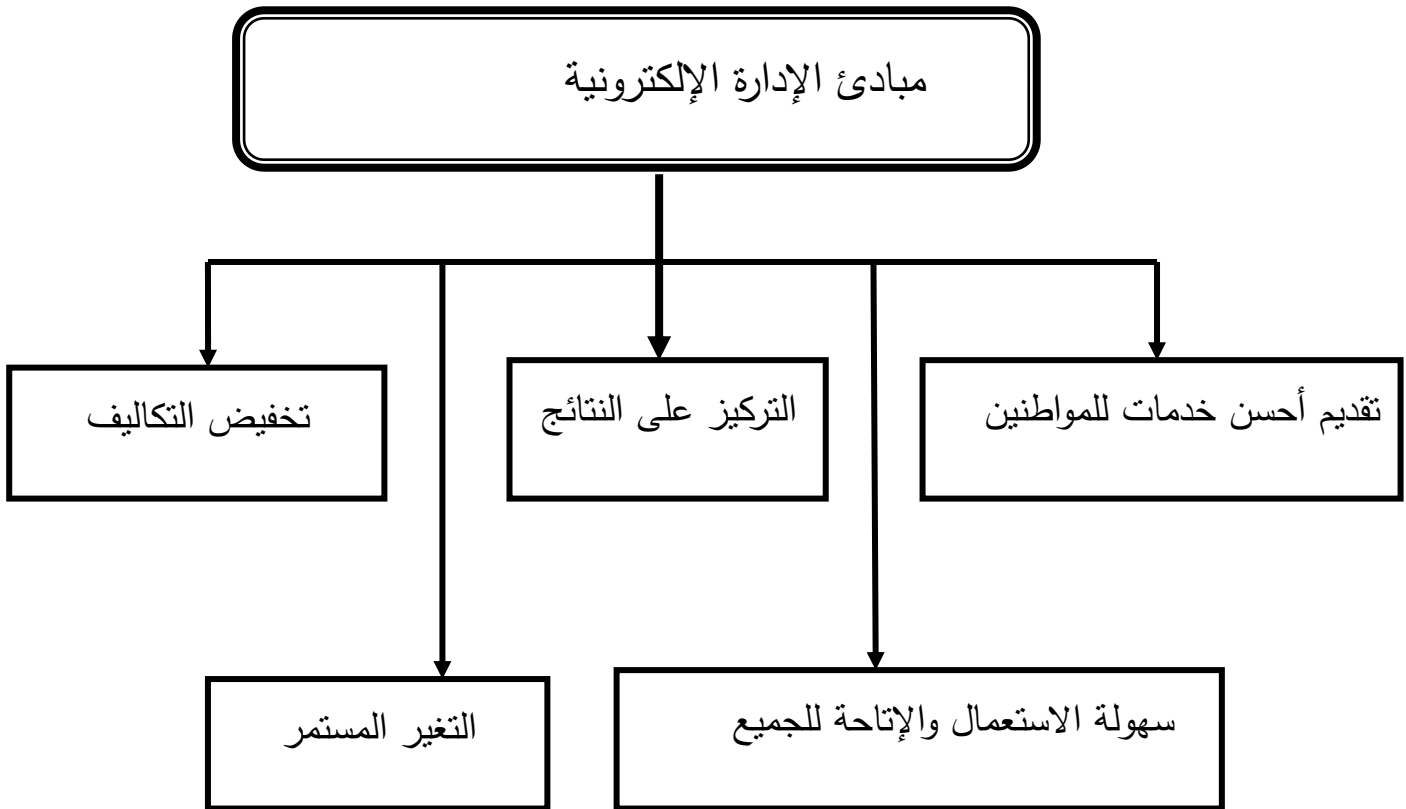 مبادئ الإدارة الإلكترونية
تقديم أحسن خدمات للمواطنين
التركيز على النتائج
تخفيض التكاليف
سهولة الاستعمال والإتاحة للجميع
التغير المستمر